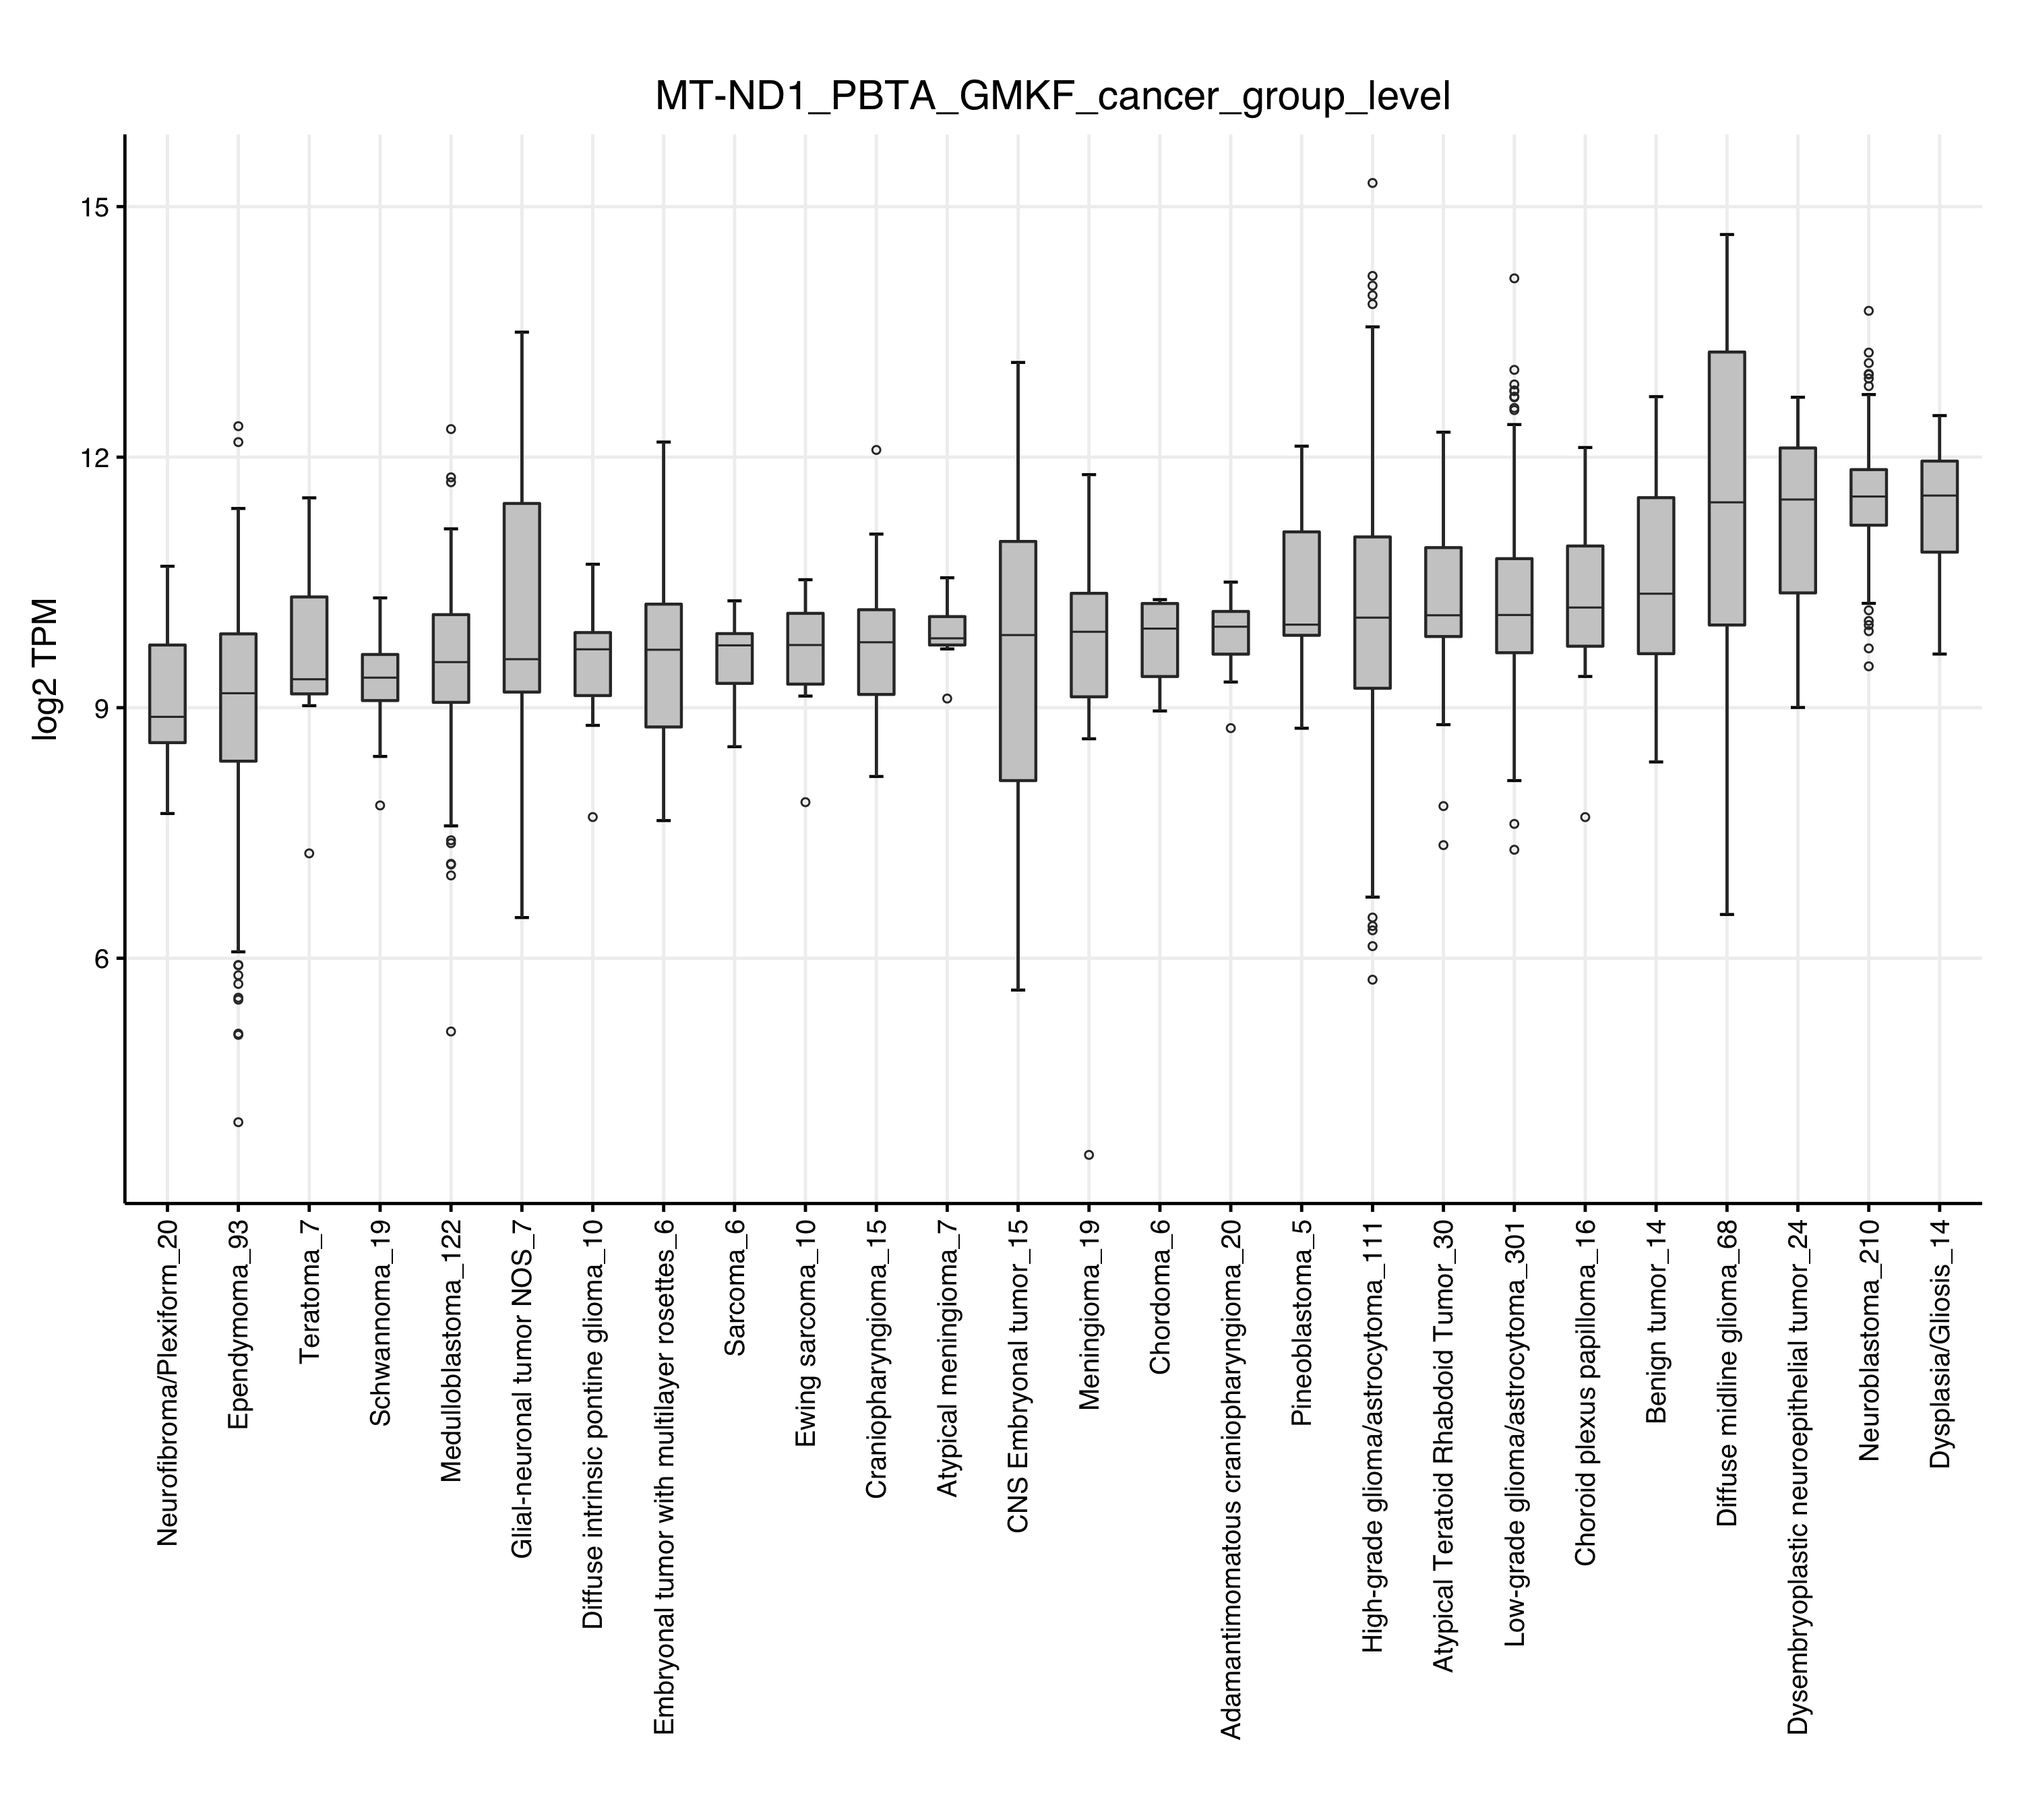 MT-ND1_PBTA_GMKF_cancer_group_level
log2 TPM
15
12
9
6
Neurofibroma/Plexiform_20
Ependymoma_93
Teratoma_7
Schwannoma_19
Medulloblastoma_122
Glial-neuronal tumor NOS_7
Diffuse intrinsic pontine glioma_10
Embryonal tumor with multilayer rosettes_6
Sarcoma_6
Ewing sarcoma_10
Craniopharyngioma_15
Atypical meningioma_7
CNS Embryonal tumor_15
Meningioma_19
Chordoma_6
Adamantinomatous craniopharyngioma_20
Pineoblastoma_5
High-grade glioma/astrocytoma_111
Atypical Teratoid Rhabdoid Tumor_30
Low-grade glioma/astrocytoma_301
Choroid plexus papilloma_16
Benign tumor_14
Diffuse midline glioma_68
Dysembryoplastic neuroepithelial tumor_24
Neuroblastoma_210
Dysplasia/Gliosis_14